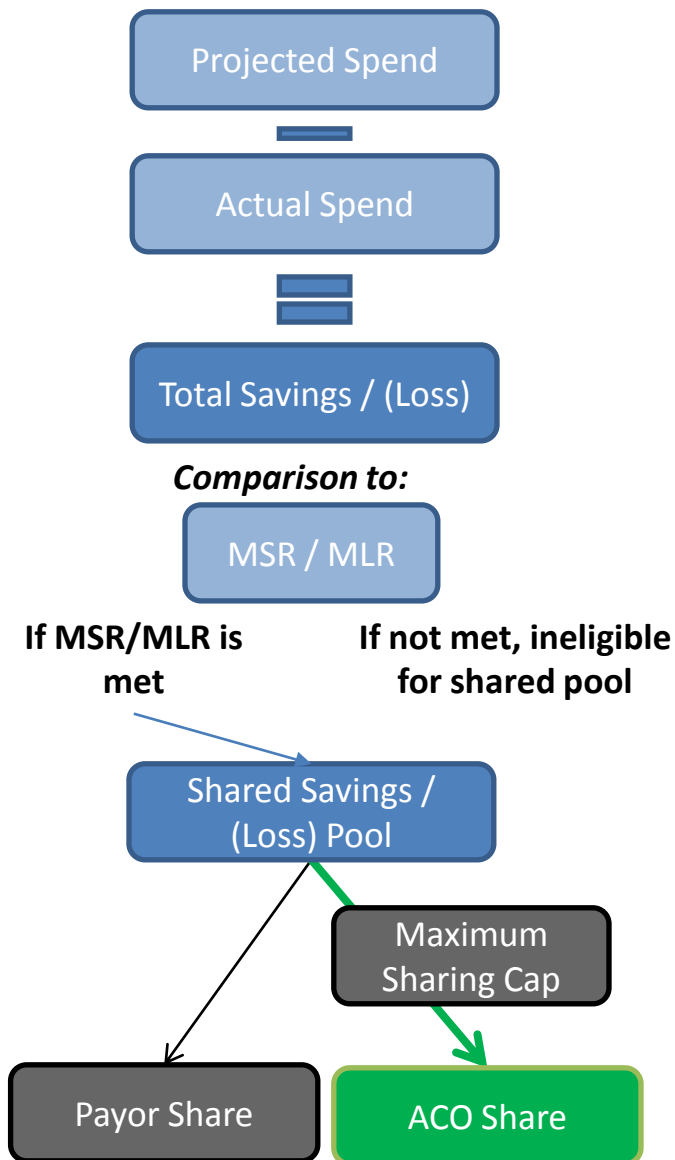 Projected Spend
Actual Spend
Total Savings / (Loss)
Comparison to:
MSR / MLR
If MSR/MLR is
met
If not met, ineligible
for shared pool
Shared Savings /
(Loss) Pool
Maximum
Sharing Cap
Payor Share
ACO Share